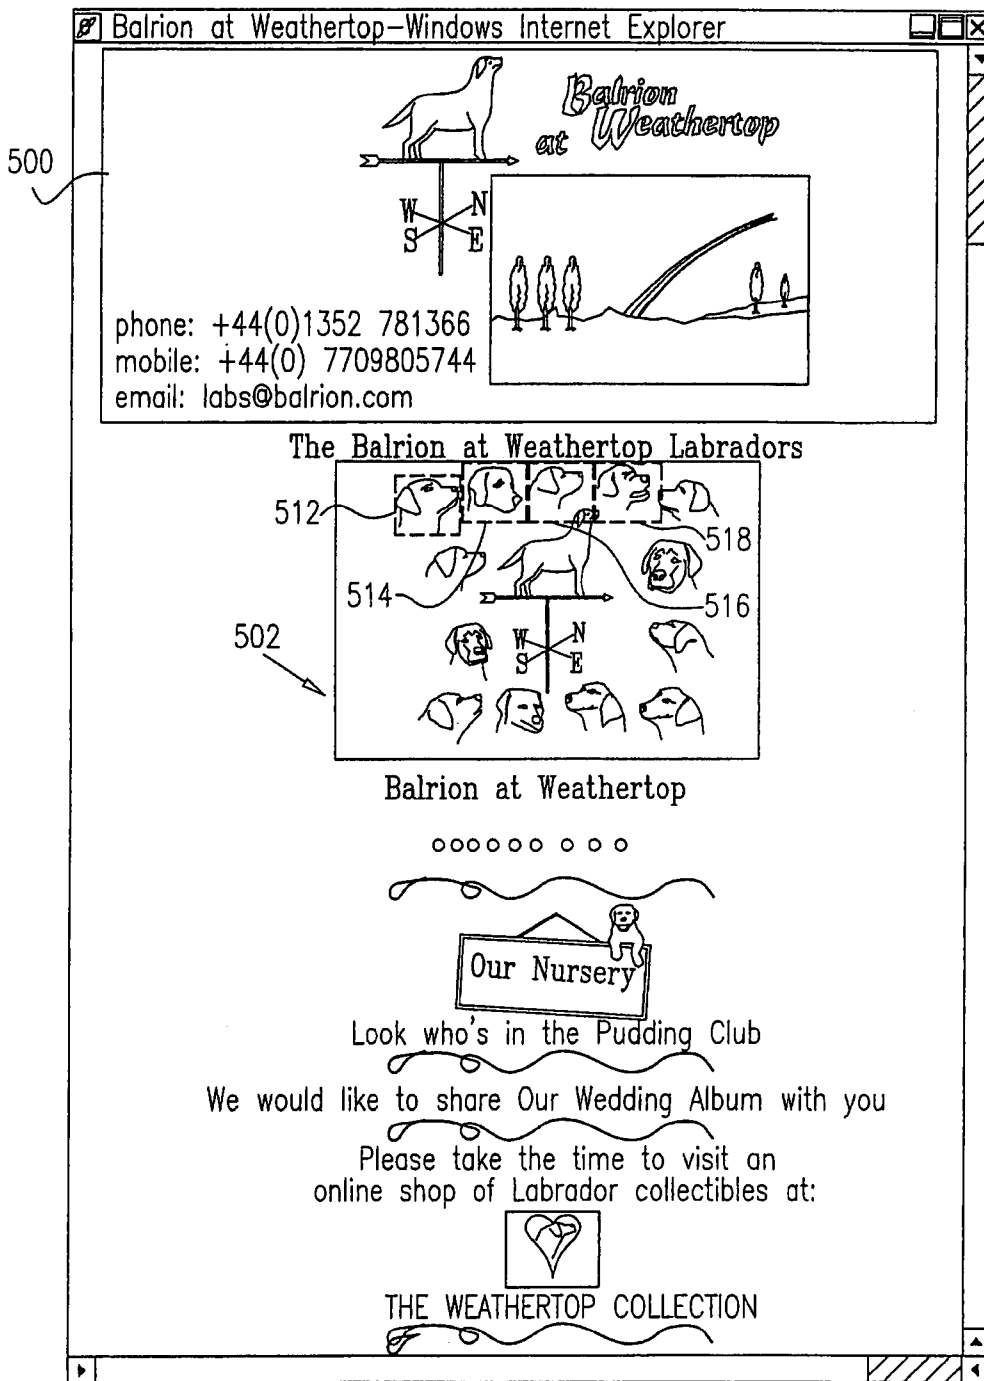 Balrion at Weathertop-Windows Internet Explorer
Balrion
at Weathertop
500
W N
S E
phone: +44(0)1352 781366
mobile: +44(0) 7709805744
email: labs@balrion.com
The Balrion at Weathertop Labradors
512
518
514
516
502
W N
S E
Balrion at Weathertop
Our Nursery
Look who's in the Pudding Club
We would like to share Our Wedding Album with you
Please take the time to visit an
online shop of Labrador collectibles at:
THE WEATHERTOP COLLECTION